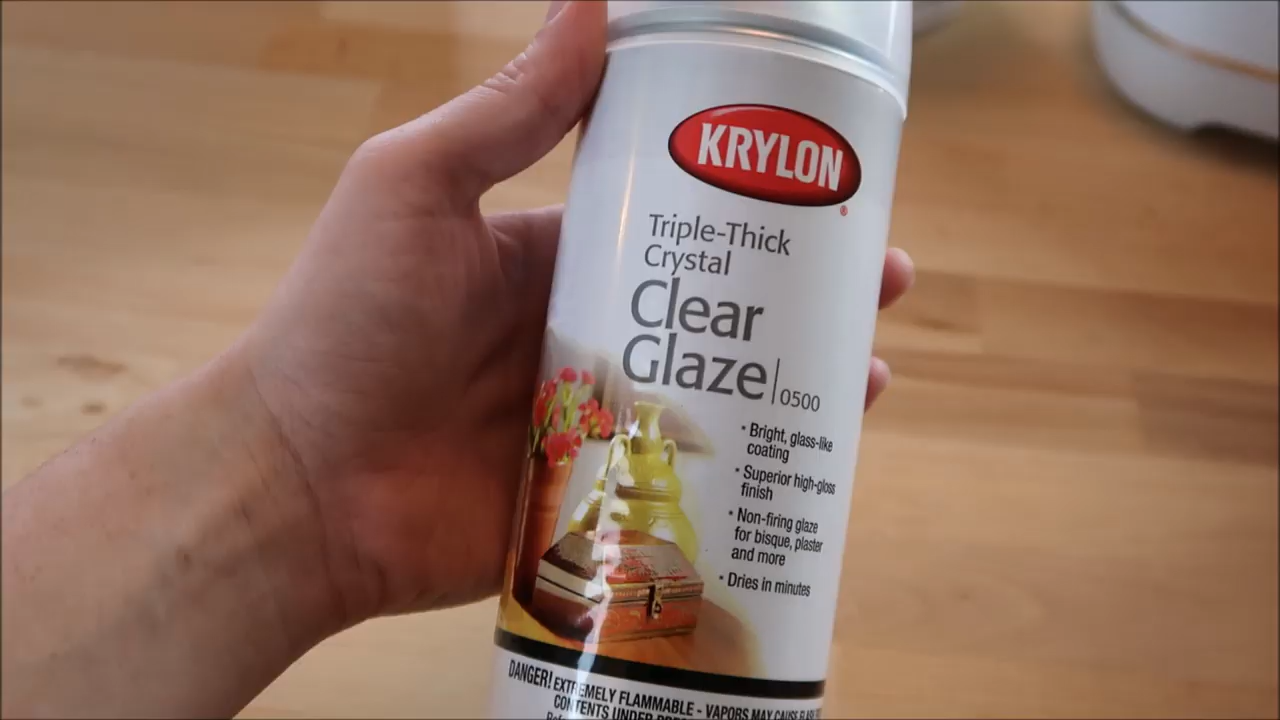 KRYLON
®
Triple-Thick
Crystal
Clear
Glaze | 0500
• Bright, glass-like
coating
• Superior high-gloss
finish
• Non-firing glaze
for bisque, plaster
and more
• Dries in minutes
DANGER! EXTREMELY FLAMMABLE - VAPORS MAY CAUSE
CONTENTS UNDER